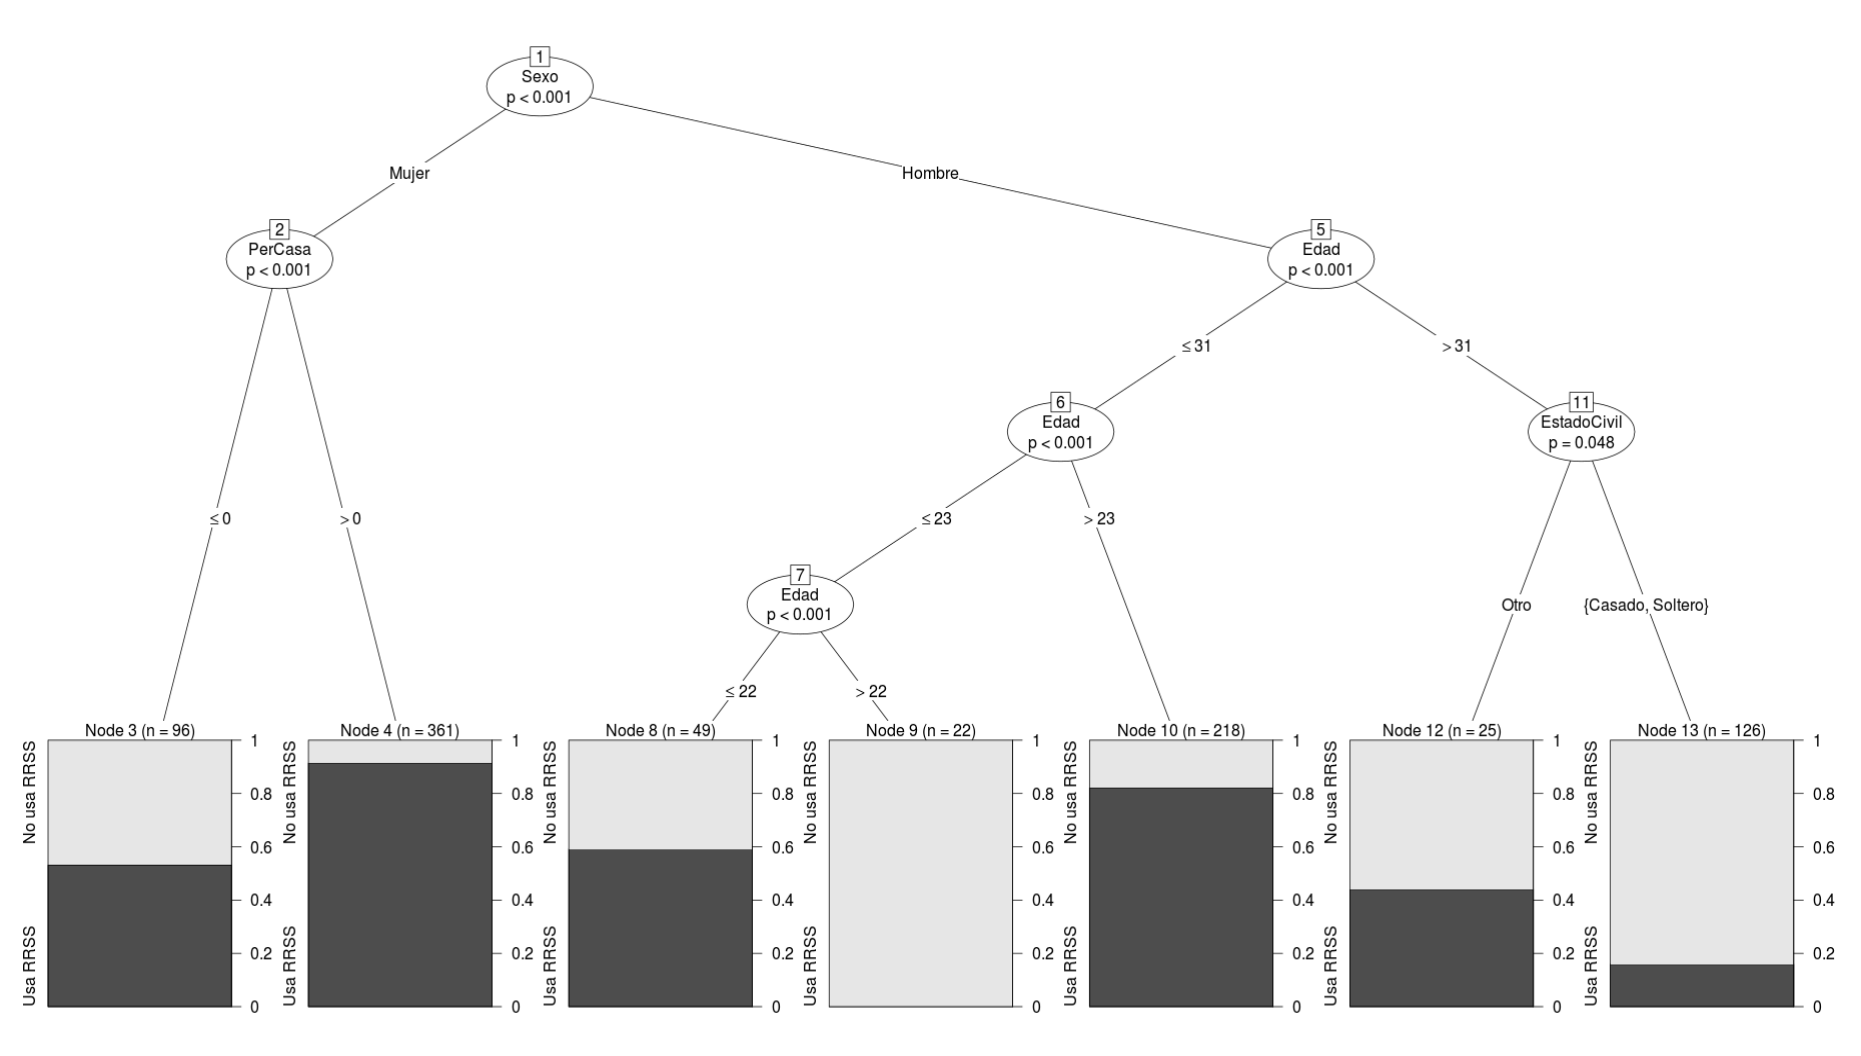 1
Sexo
p < 0.001
Mujer
Hombre
2
PerCasa
p < 0.001
5
Edad
p < 0.001
≤ 31
> 31
6
Edad
p < 0.001
11
EstadoCivil
p = 0.048
≤ 0
> 0
≤ 23
> 23
7
Edad
p < 0.001
Otro
{Casado, Soltero}
≤ 22
> 22
Node 3 (n = 96)
No usa RRSS
Usa RRSS
1
0.8
0.6
0.4
0.2
0
Node 4 (n = 361)
No usa RRSS
Usa RRSS
1
0.8
0.6
0.4
0.2
0
Node 8 (n = 49)
No usa RRSS
Usa RRSS
1
0.8
0.6
0.4
0.2
0
Node 9 (n = 22)
No usa RRSS
Usa RRSS
1
0.8
0.6
0.4
0.2
0
Node 10 (n = 218)
No usa RRSS
Usa RRSS
1
0.8
0.6
0.4
0.2
0
Node 12 (n = 25)
No usa RRSS
Usa RRSS
1
0.8
0.6
0.4
0.2
0
Node 13 (n = 126)
No usa RRSS
Usa RRSS
1
0.8
0.6
0.4
0.2
0